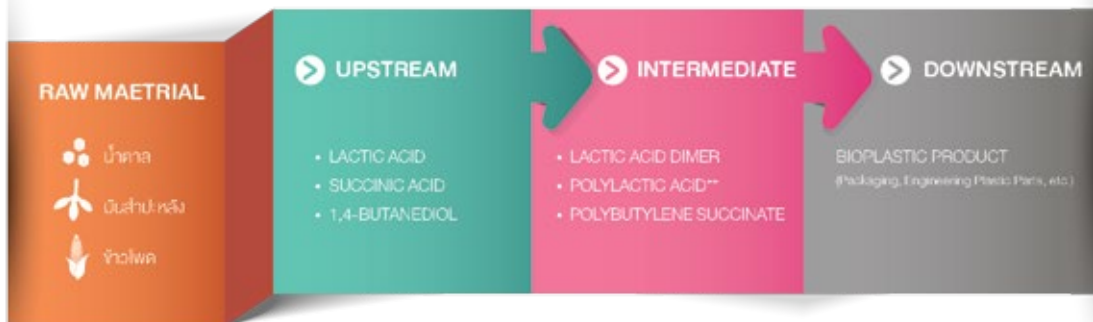 RAW MAETRIAL
น้ำตาล
มันสำปะหลัง
ข้าวโพด
UPSTREAM
• LACTIC ACID
• SUCCINIC ACID
• 1,4-BUTANEDIOL
INTERMEDIATE
• LACTIC ACID DIMER
• POLYLACTIC ACID**
• POLYBUTYLENE SUCCINATE
DOWNSTREAM
BIOPLASTIC PRODUCT
(Packaging, Engineering Plastic Parts, etc.)